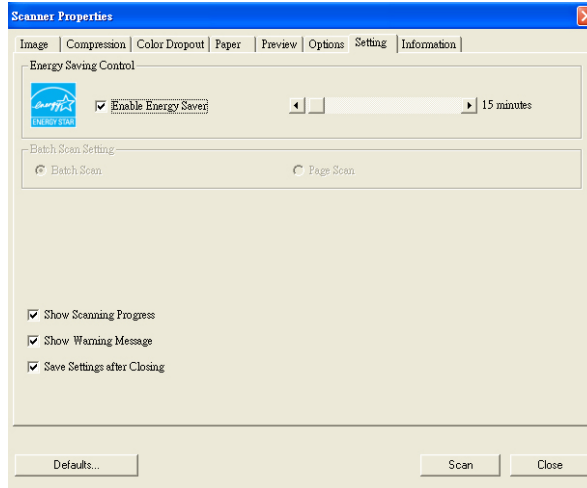 Scanner Properties
Image Compression Color Dropout Paper Preview Options Setting Information
Energy Saving Control
energy
ENERGY STAR
Enable Energy Saver
15 minutes
Batch Scan Setting
Batch Scan Page Scan
Show Scanning Progress
Show Warning Message
Save Settings after Closing
Defaults... Scan Close